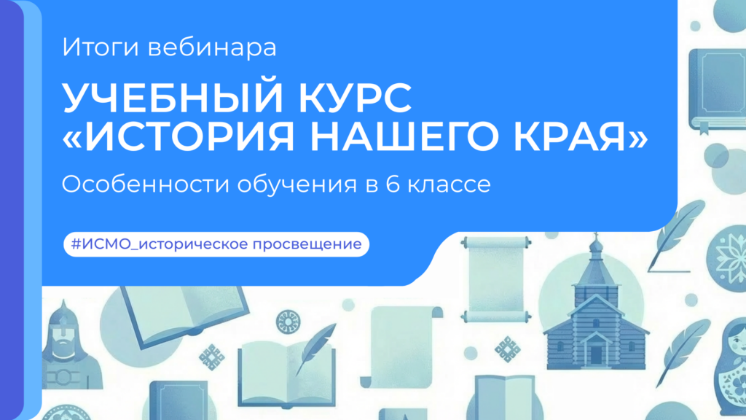 Итоги вебинара
УЧЕБНЫЙ КУРС
«ИСТОРИЯ НАШЕГО КРАЯ»
Особенности обучения в 6 классе
#ИСМО_историческое просвещение